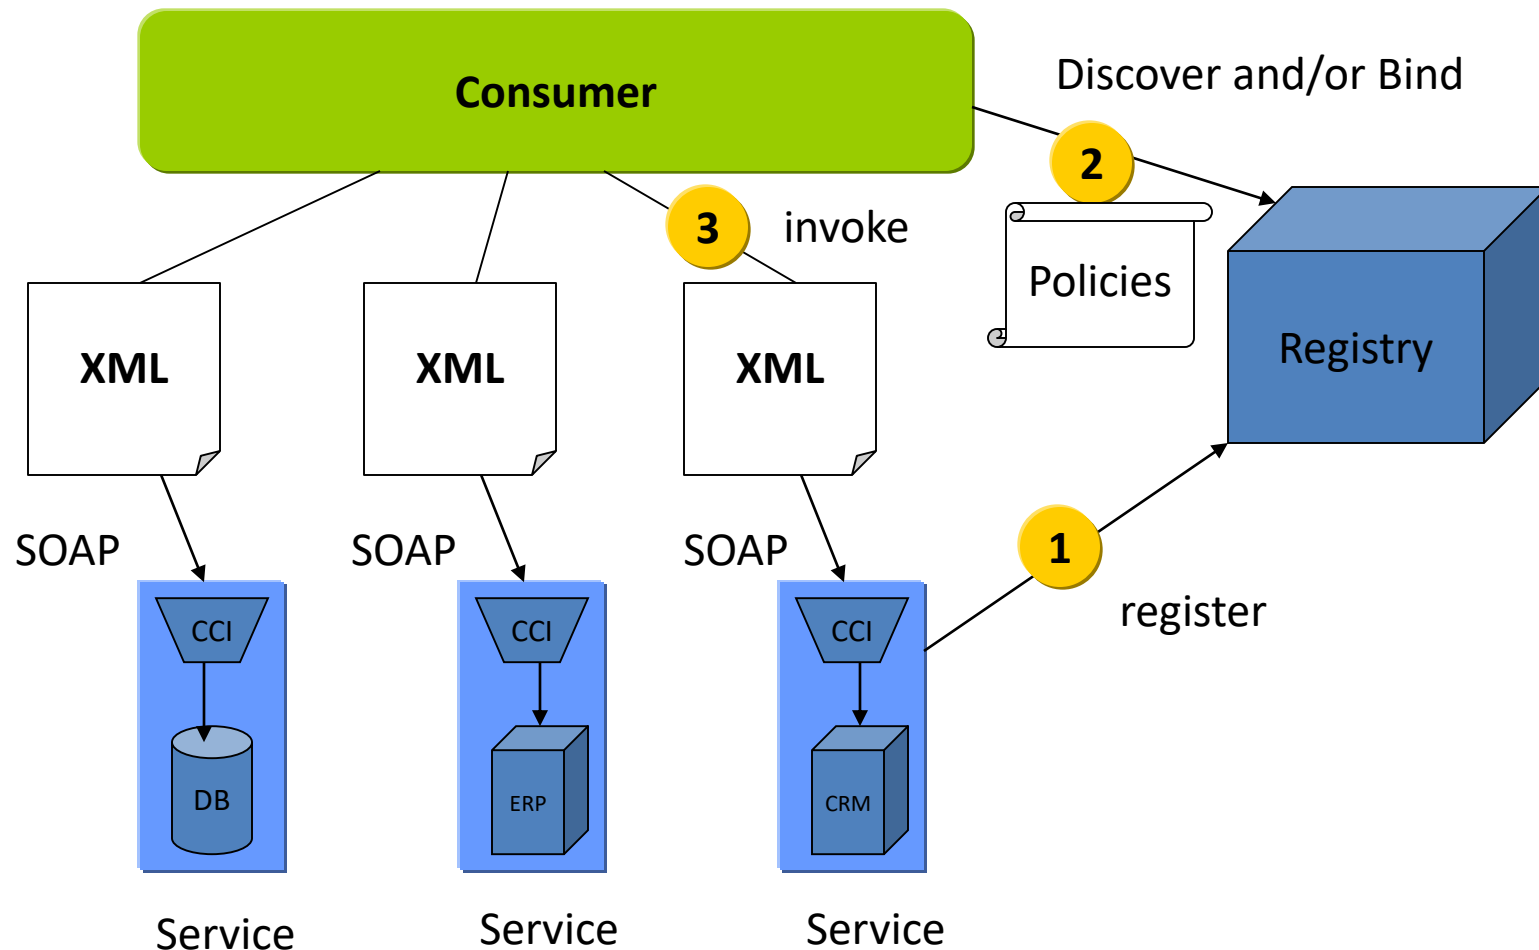 Consumer
Discover and/or Bind
2
3
invoke
Policies
Registry
XML
XML
XML
SOAP
SOAP
SOAP
1
register
CCI
CCI
CCI
DB
ERP
CRM
Service
Service
Service